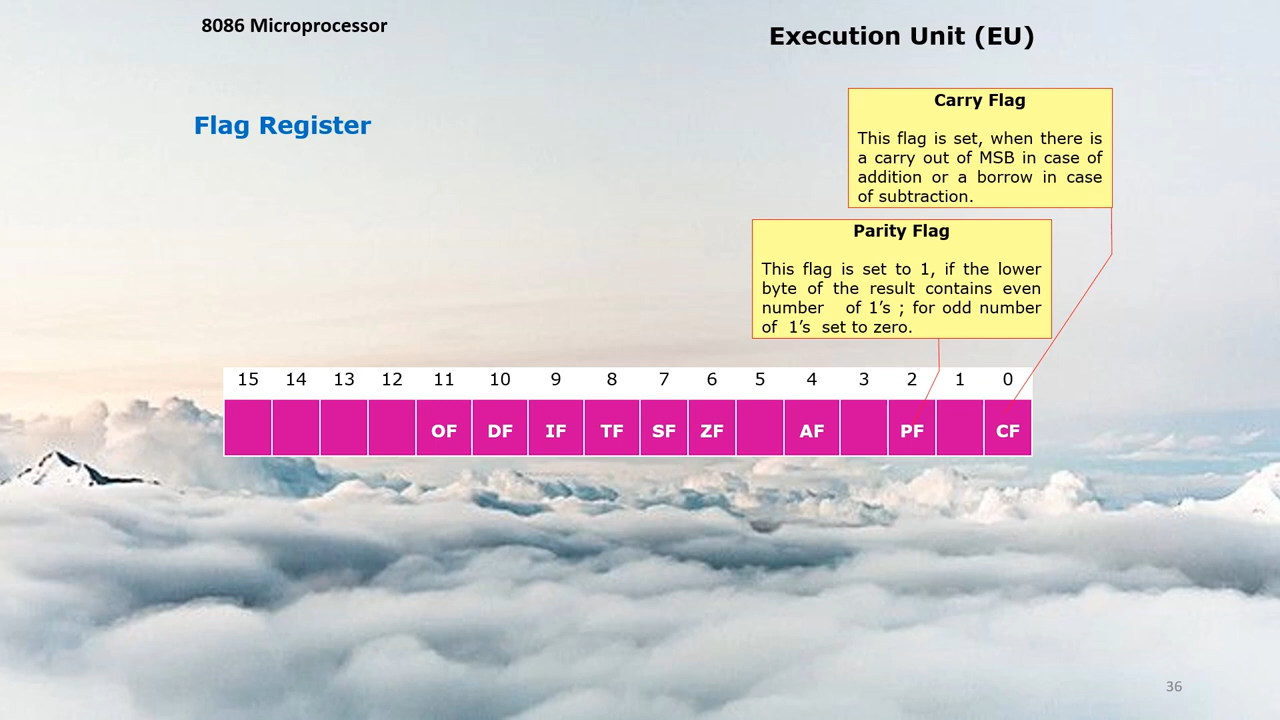 8086 Microprocessor
Execution Unit (EU)
Flag Register
Carry Flag
This flag is set, when there is
a carry out of MSB in case of
addition or a borrow in case
of subtraction.
Parity Flag
This flag is set to 1, if the lower
byte of the result contains even
number of 1’s ; for odd number
of 1’s set to zero.
15 14 13 12 11 10 9 8 7 6 5 4 3 2 1 0
OF DF IF TF SF ZF AF PF CF
36